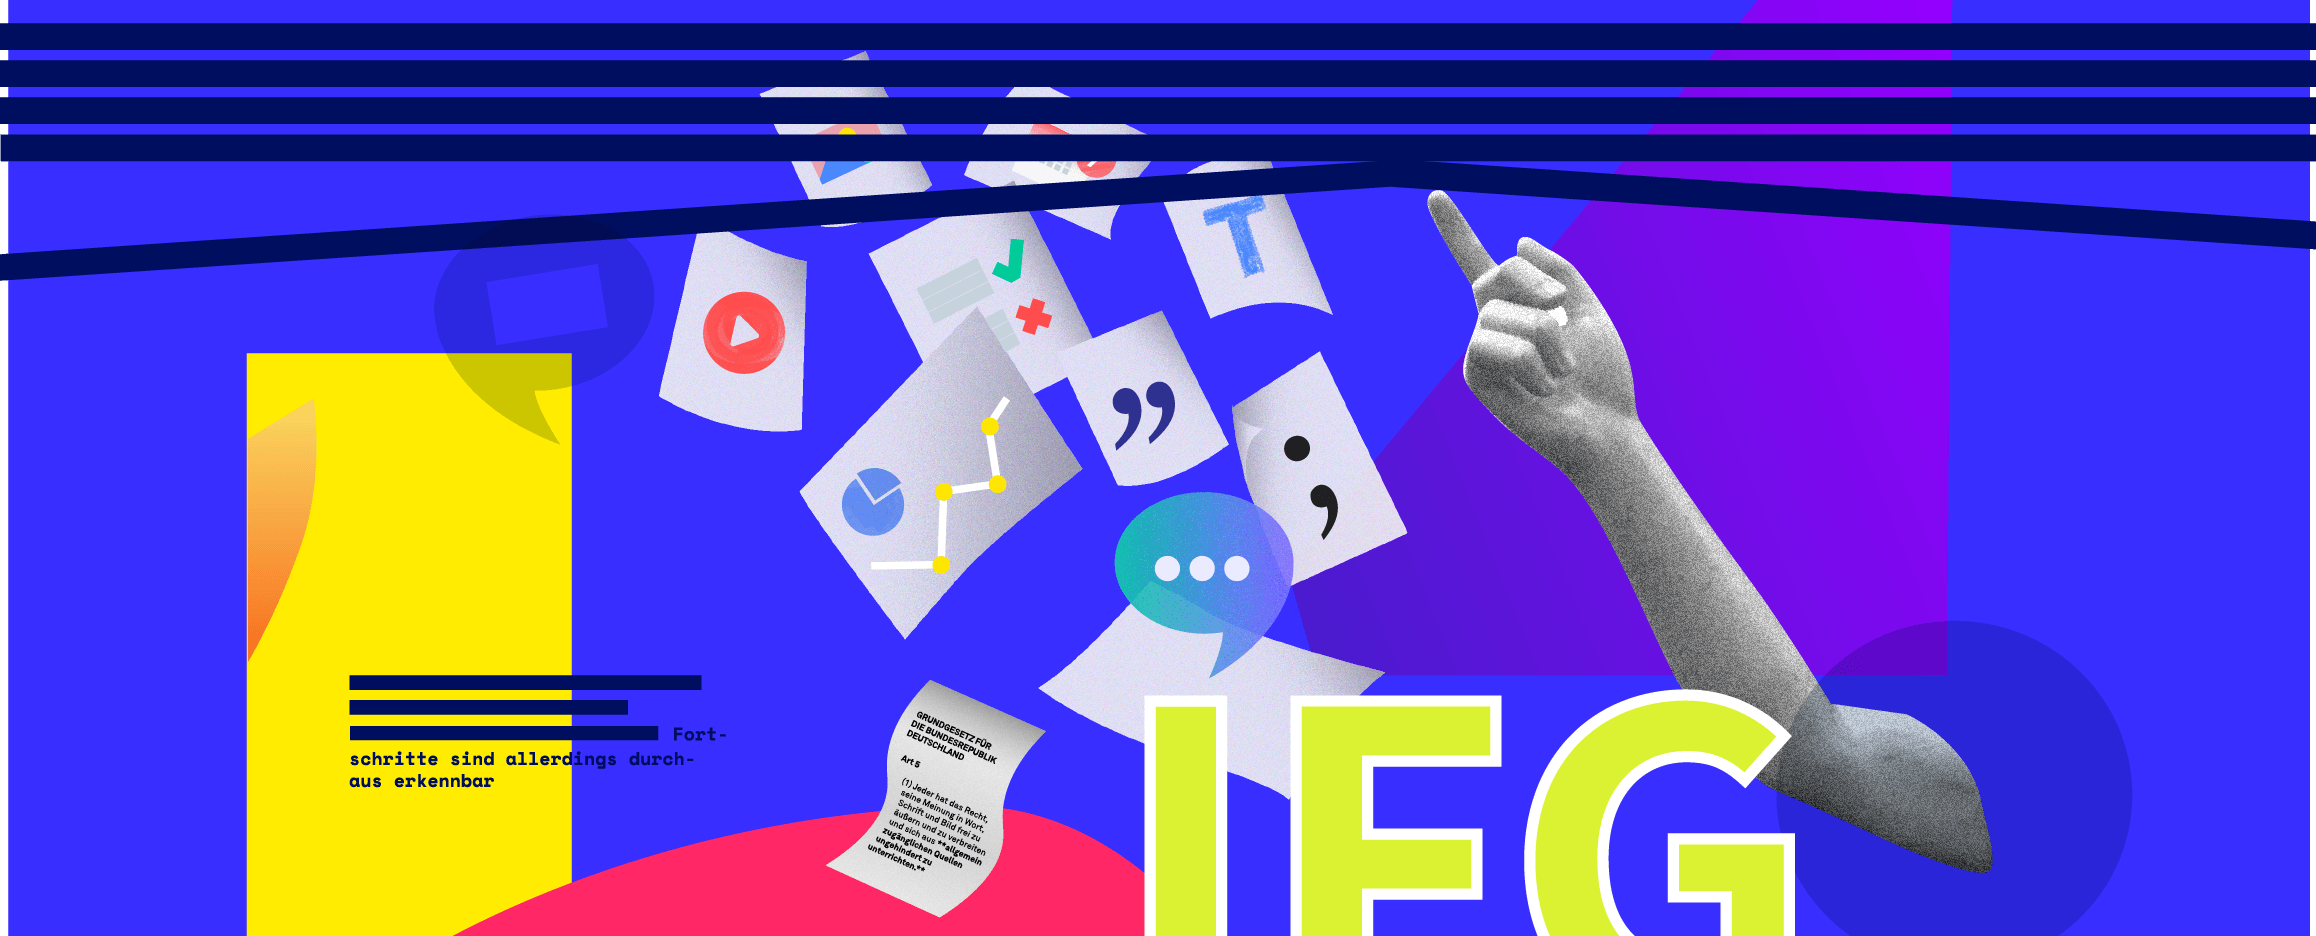 T
”
;
Fort-
schritte sind allerdings durch-
aus erkennbar
GRUNDGESETZ FÜR
DIE BUNDESREPUBLIK
DEUTSCHLAND
Art 5
(1) Jeder hat das Recht,
seine Meinung in Wort,
Schrift und Bild frei zu
äußern und zu verbreiten
und sich aus **allgemein
zugänglichen Quellen
ungehindert zu
unterrichten.**
IFG